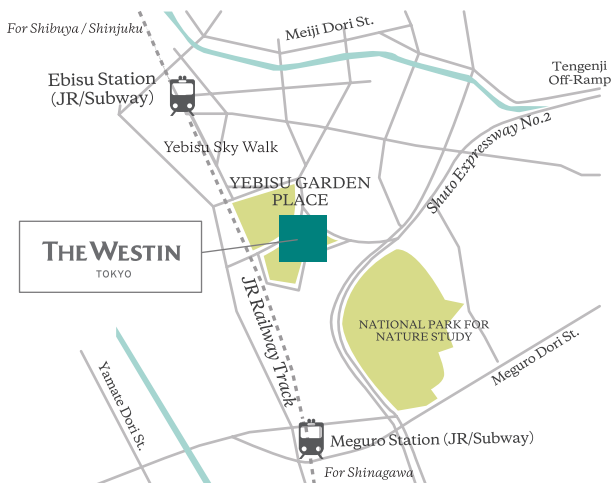 For Shibuya / Shinjuku
Meiji Dori St.
Tengenji
Off-Ramp
Ebisu Station
(JR/Subway)
Shuto Expressway No.2
Yebisu Sky Walk
YEBISU GARDEN
PLACE
THE WESTIN
TOKYO
JR Railway Track
NATIONAL PARK FOR
NATURE STUDY
Meguro Dori St.
Yamate Dori St.
Meguro Station (JR/Subway)
For Shinagawa